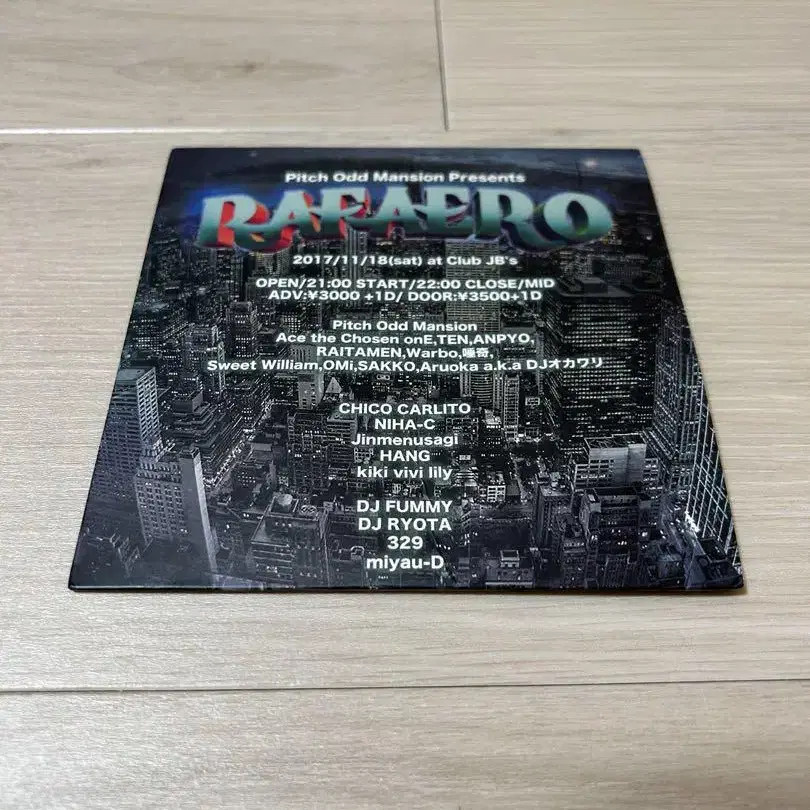 Pitch Odd Mansion Presents
RAFAERO
2017/11/18(sat) at Club JB's
OPEN/21:00 START/22:00 CLOSE/MID
ADV:¥3000 +1D/ DOOR:¥3500+1D
Pitch Odd Mansion
Ace the Chosen onE,TEN,ANPYO,
RAITAMEN,Warbo,唾奇,
Sweet William,OMi,SAKKO,Aruoka a.k.a DJオカワリ
CHICO CARLITO
NIHA-C
Jinmenusagi
HANG
kiki vivi lily
DJ FUMMY
DJ RYOTA
329
miyau-D